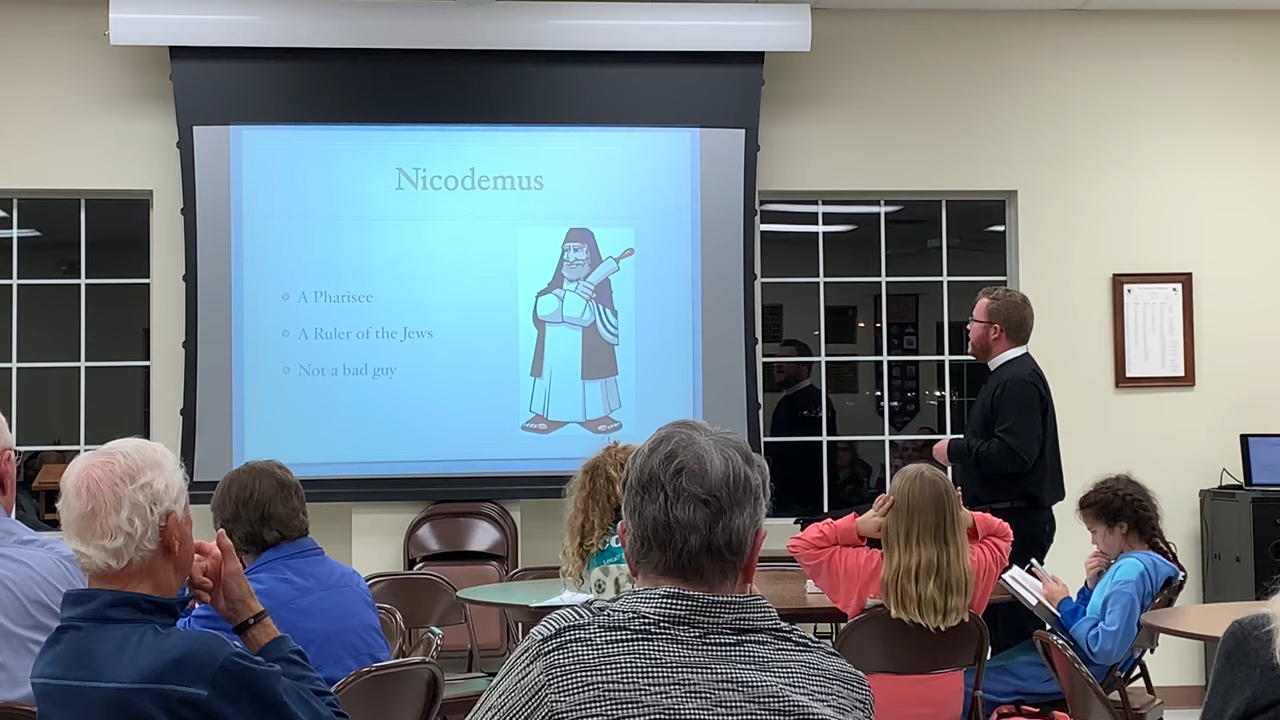 Nicodemus
A Pharisee
A Ruler of the Jews
Not a bad guy